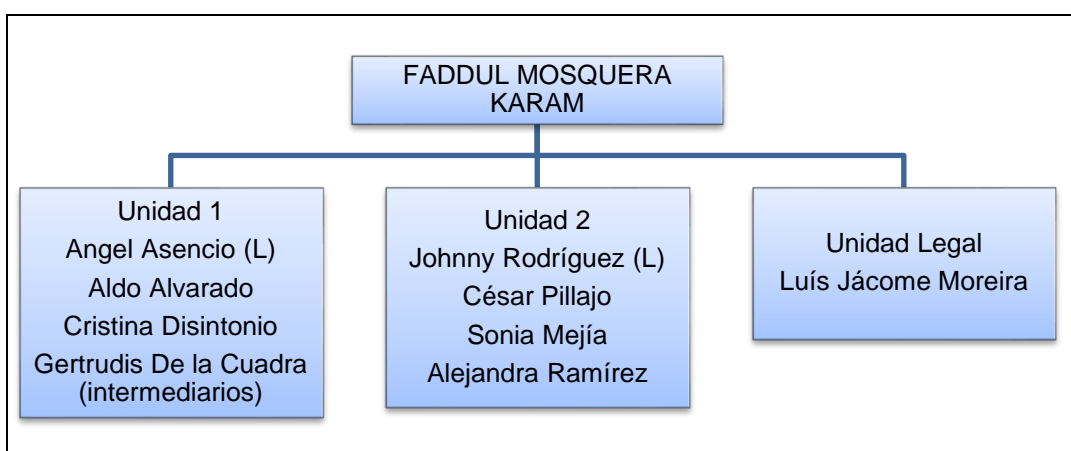 FADDUL MOSQUERA
KARAM
Unidad 1
Angel Asencio (L)
Aldo Alvarado
Cristina Disintonio
Gertrudis De la Cuadra
(intermediarios)
Unidad 2
Johnny Rodríguez (L)
César Pillajo
Sonia Mejía
Alejandra Ramírez
Unidad Legal
Luís Jácome Moreira